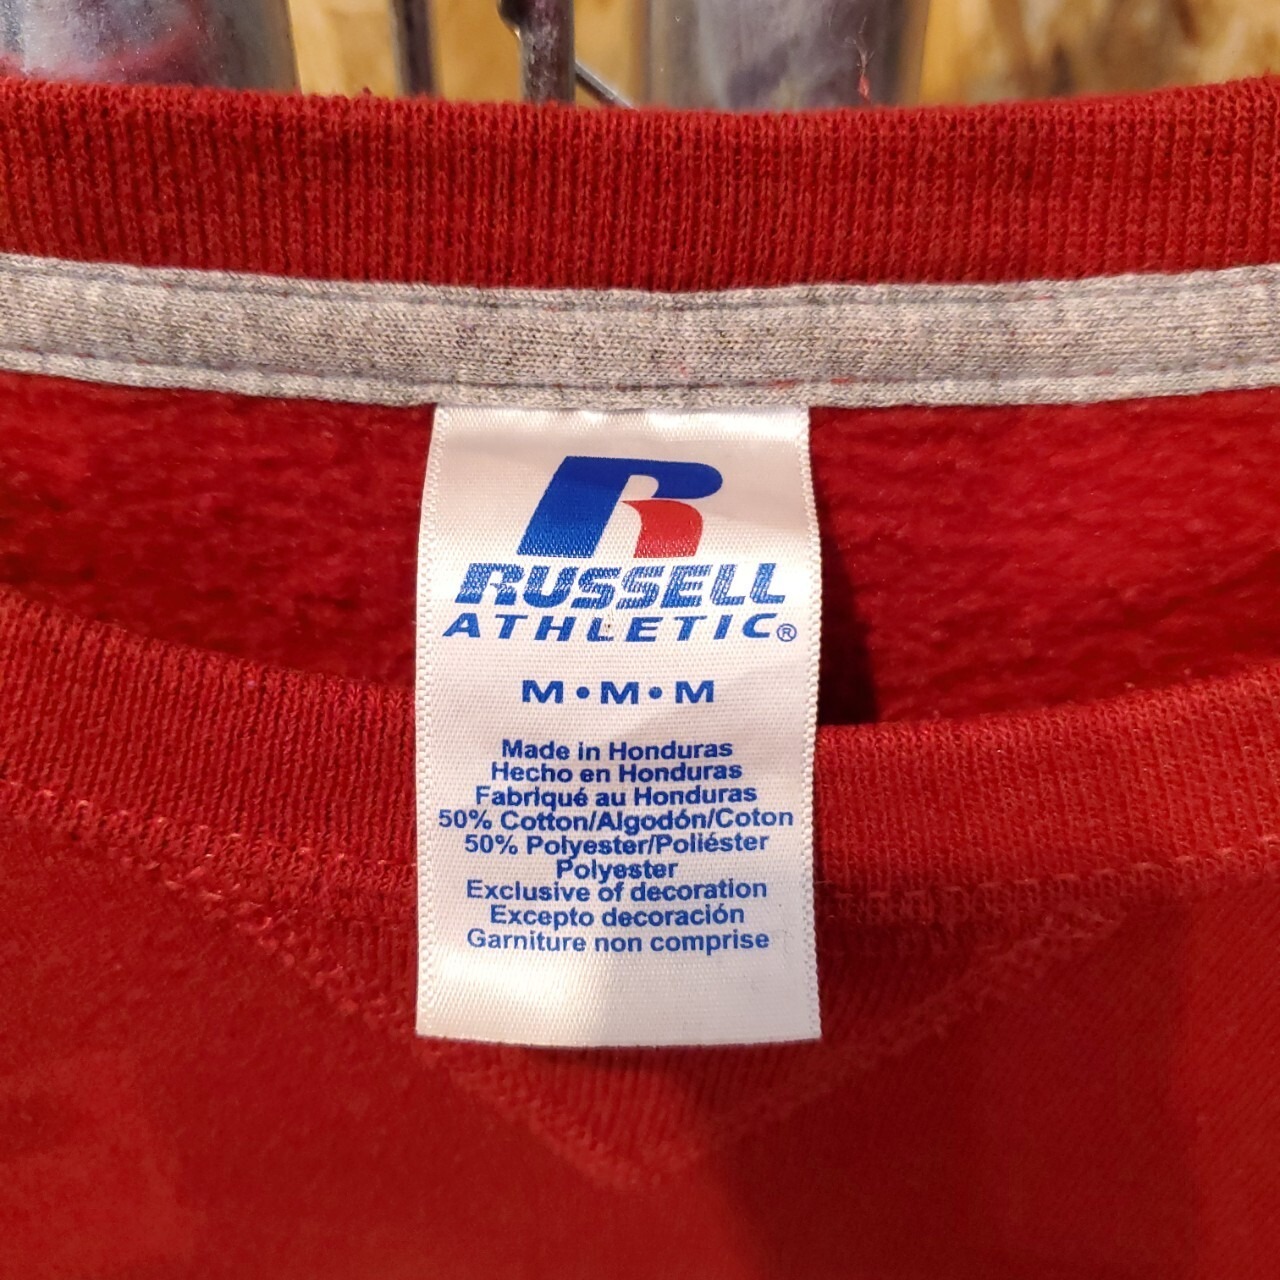 R
RUSSELL
ATHLETIC®
M•M•M
Made in Honduras
Hecho en Honduras
Fabriqué au Honduras
50% Cotton/Algodón/Coton
50% Polyester/Poliéster
Polyester
Exclusive of decoration
Excepto decoración
Garniture non comprise